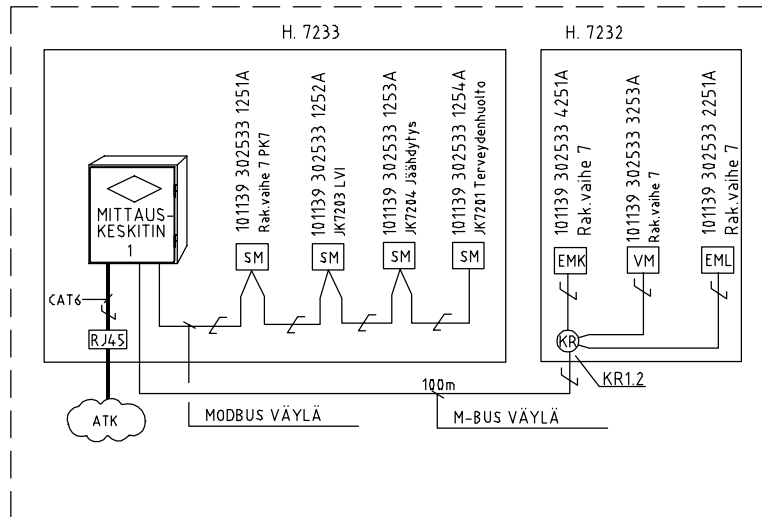 H. 7233
H. 7232
101139 302533 1251A
Rak.vaihe 7 PK7
101139 302533 1252A
JK7203 LVI
101139 302533 1253A
JK7204 Jäähdytys
101139 302533 1254A
JK7201 Terveydenhuolto
101139 302533 4251A
Rak.vaihe 7
101139 302533 3253A
Rak.vaihe 7
101139 302533 2251A
Rak.vaihe 7
MITTAUS-
KESKITIN
1
SM
SM
SM
SM
EMK
VM
EML
CAT6
RJ45
KR
KR1.2
100m
ATK
MODBUS VÄYLÄ
M-BUS VÄYLÄ